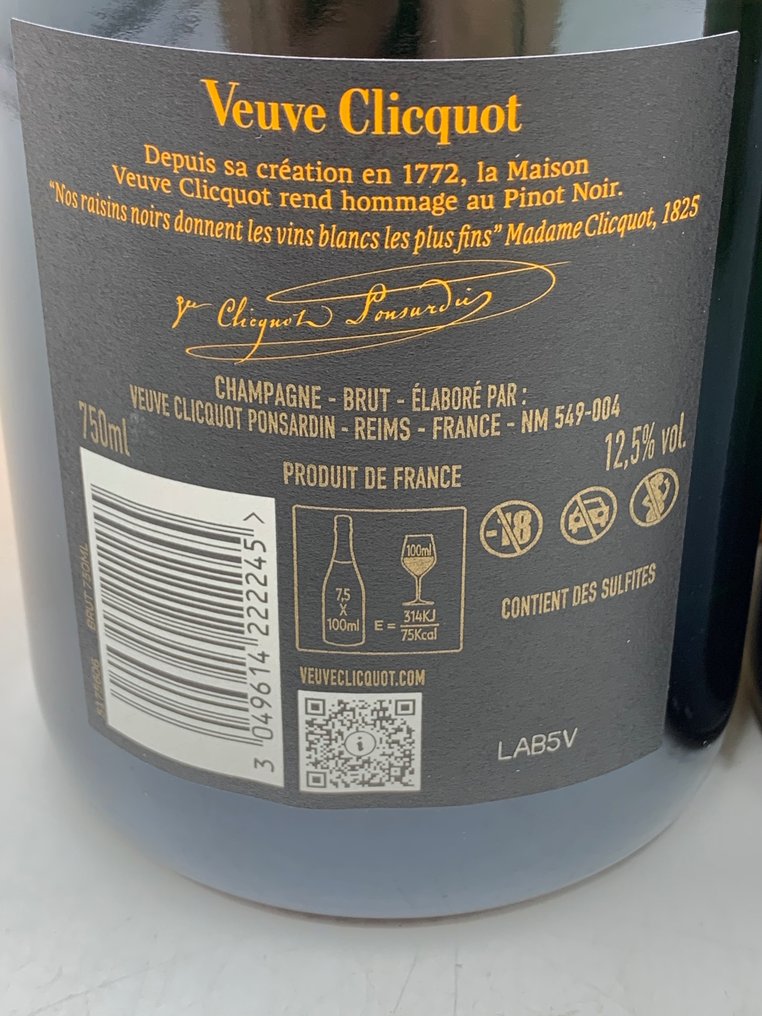 Veuve Clicquot
Depuis sa création en 1772, la Maison
Veuve Clicquot rend hommage au Pinot Noir.
“Nos raisins noirs donnent les vins blancs les plus fins” Madame Clicquot, 1825
Vve Clicquot Ponsardin
CHAMPAGNE - BRUT - ÉLABORÉ PAR :
VEUVE CLICQUOT PONSARDIN - REIMS - FRANCE - NM 549-004
750ml
12,5% vol.
PRODUIT DE FRANCE
-18
100ml
7,5
X
100ml
E = 314KJ
75Kcal
CONTIENT DES SULFITES
BRUT 750ML
3 049614 222245 >
VEUVECLICQUOT.COM
i
LAB5V